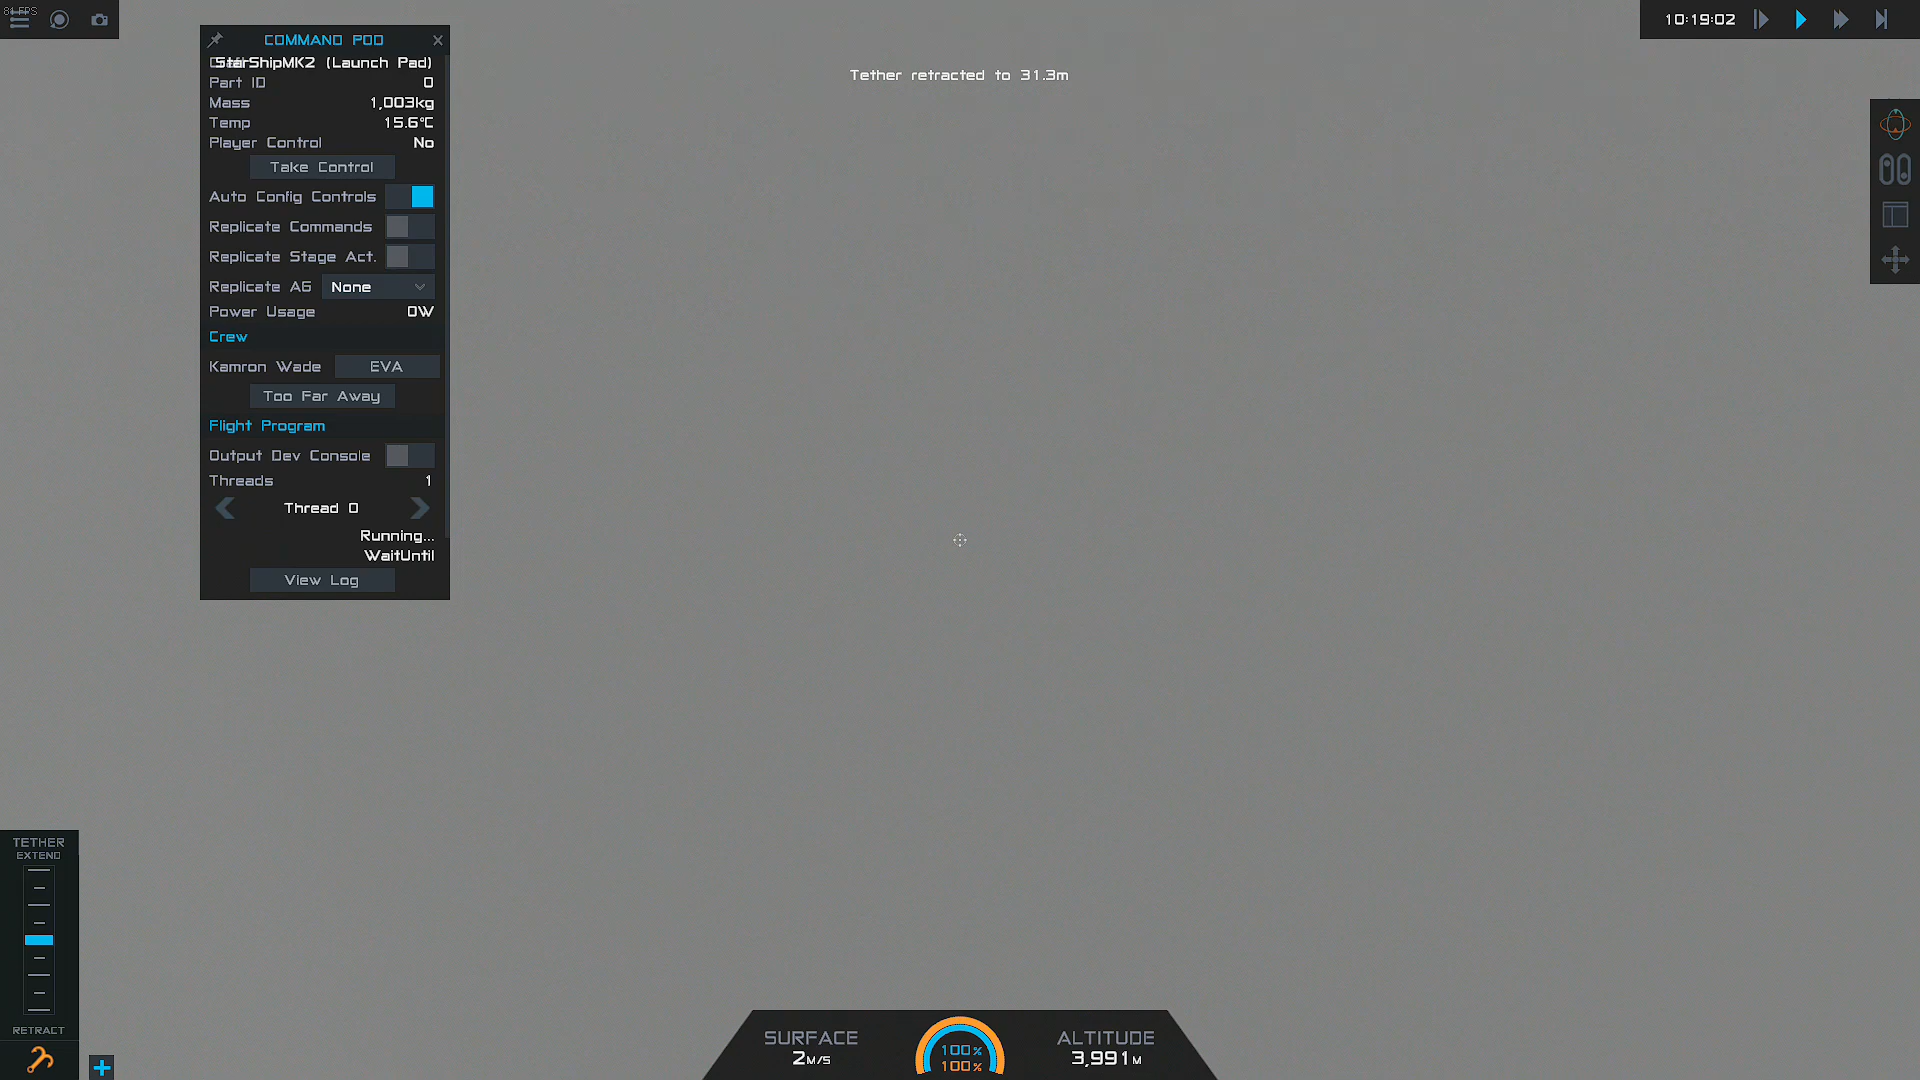 81 FPS
10:19:02
COMMAND POD
StarShipMK2 (Launch Pad)
Part ID 0
Mass 1,003kg
Temp 15.6°C
Player Control No
Take Control
Auto Config Controls
Replicate Commands
Replicate Stage Act.
Replicate AG None
Power Usage 0W
Crew
Kamron Wade EVA
Too Far Away
Flight Program
Output Dev Console
Threads 1
Thread 0
Running...
WaitUntil
View Log
Tether retracted to 31.3m
TETHER
EXTEND
RETRACT
SURFACE
2M/S
100%
100%
ALTITUDE
3,991M